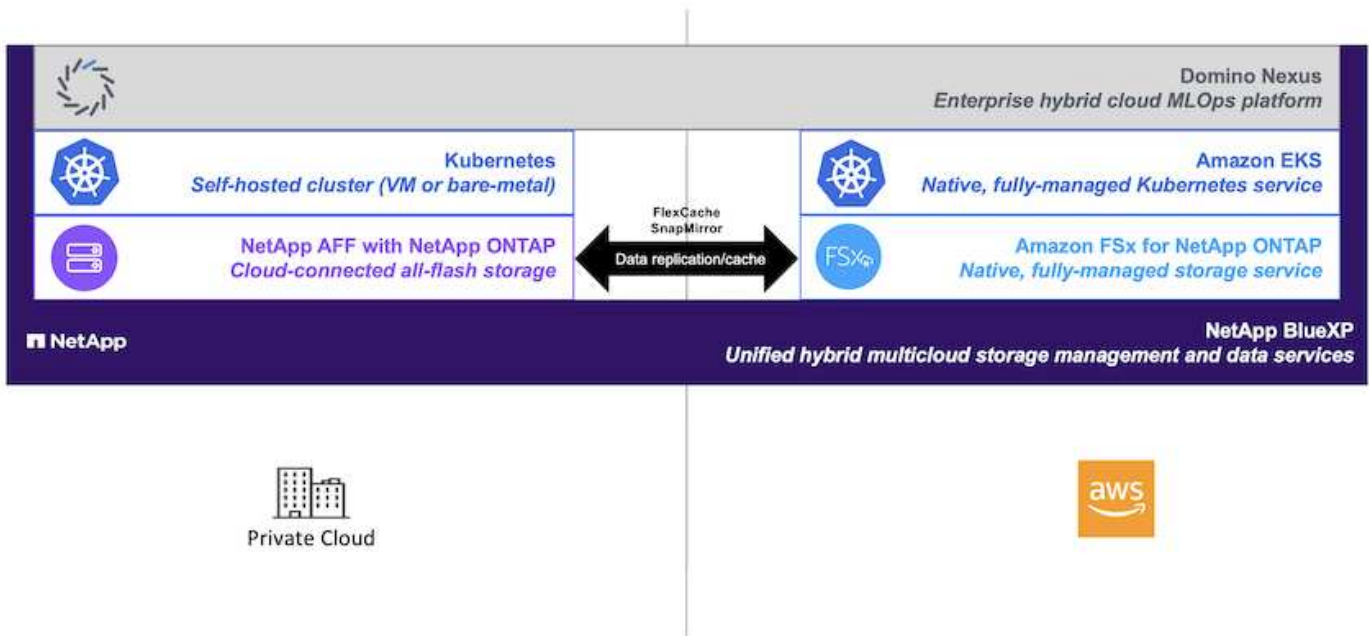 Domino Nexus
Enterprise hybrid cloud MLOps platform
Kubernetes
Self-hosted cluster (VM or bare-metal)
Amazon EKS
Native, fully-managed Kubernetes service
FlexCache
SnapMirror
Data replication/cache
NetApp AFF with NetApp ONTAP
Cloud-connected all-flash storage
FSx
Amazon FSx for NetApp ONTAP
Native, fully-managed storage service
NetApp
NetApp BlueXP
Unified hybrid multicloud storage management and data services
Private Cloud
aws